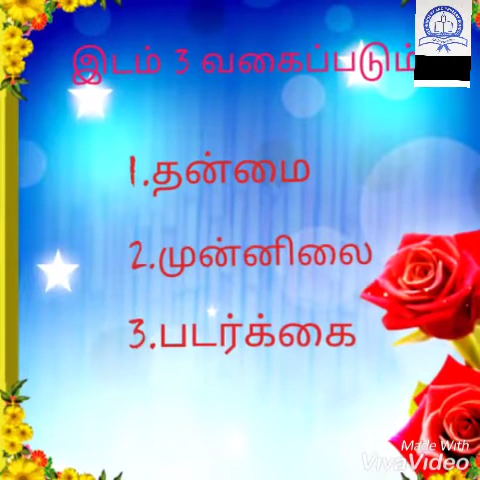 இடம் 3 வகைப்படும்
1.தன்மை
2.முன்னிலை
3.படர்க்கை
Made With
VivaVideo